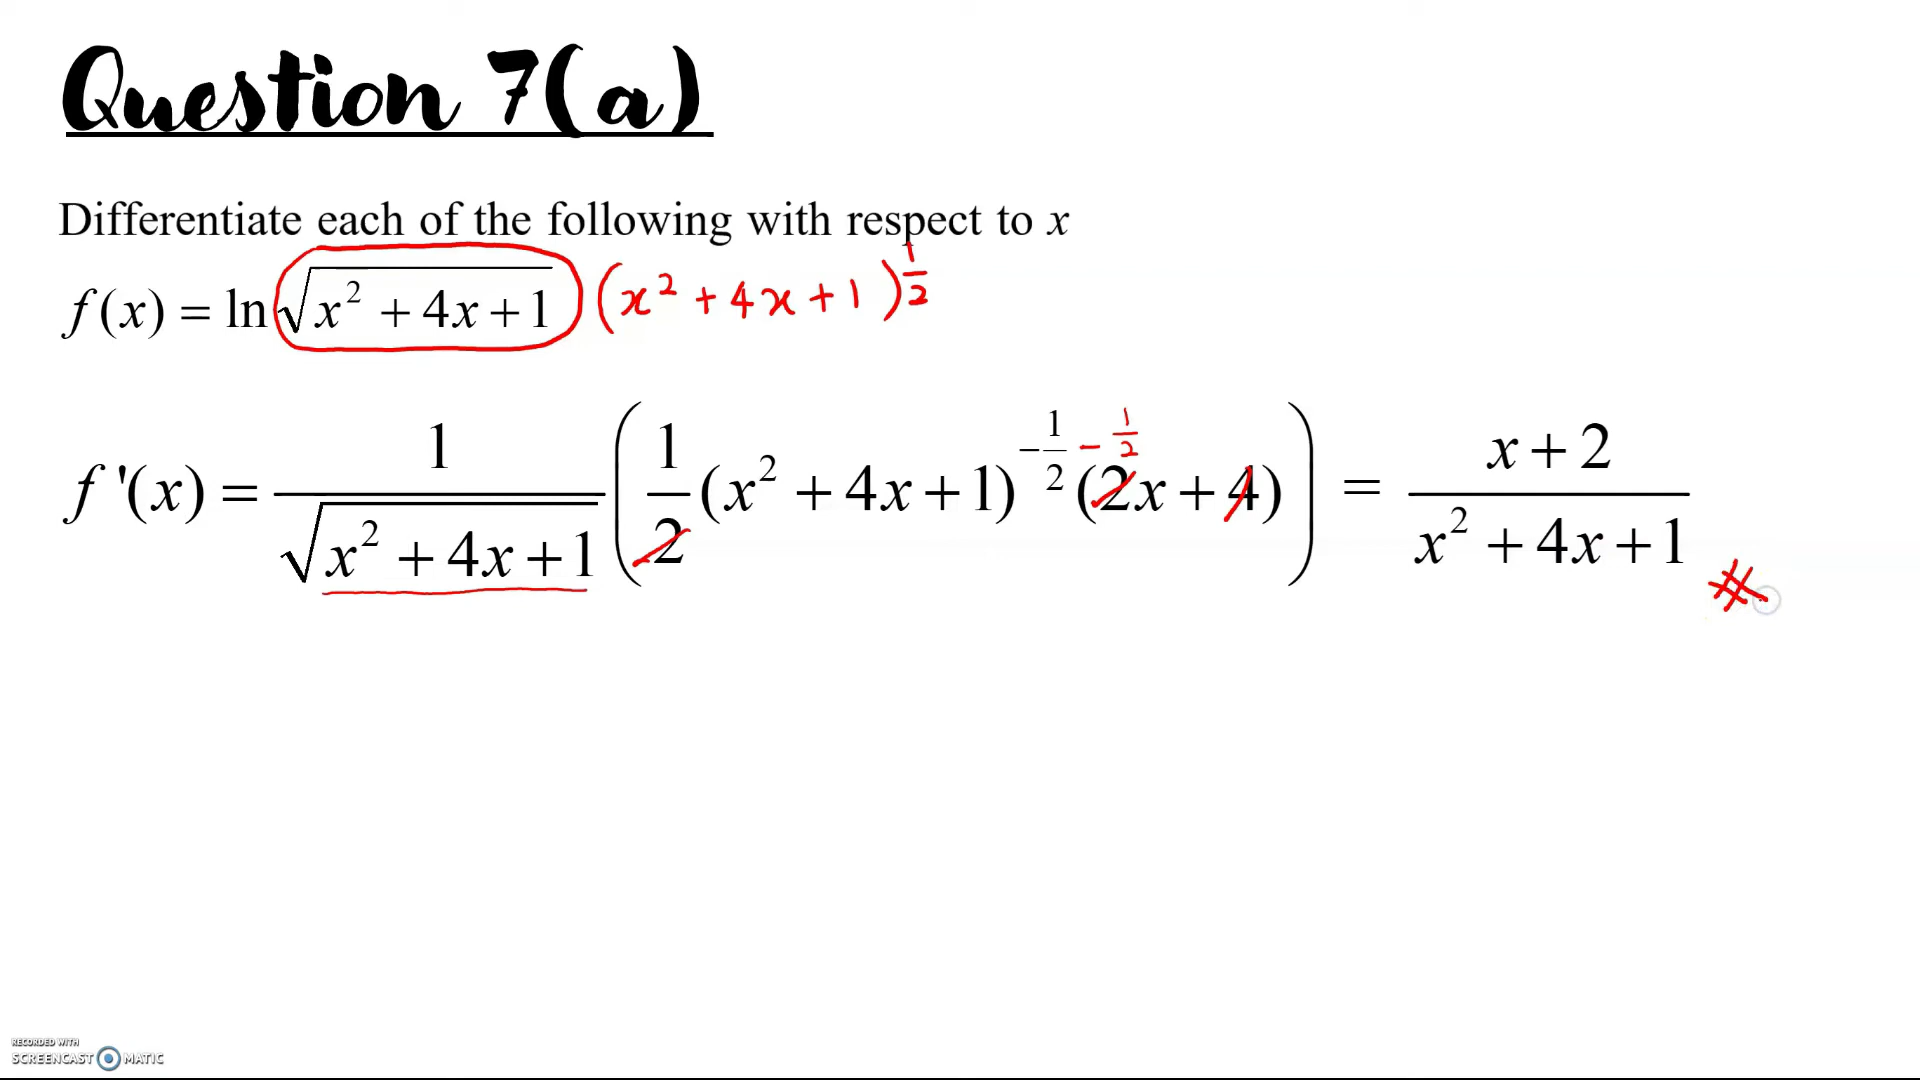 Question 7(a)
Differentiate each of the following with respect to x
f(x) = ln √(x² + 4x + 1) (x² + 4x + 1)^(1/2)
f'(x) = 1/√(x² + 4x + 1) (1/2 (x² + 4x + 1)^(-1/2) - 1/2 (2x + 4)) = (x + 2)/(x² + 4x + 1) #
RECORDED WITH
SCREENCAST MATIC